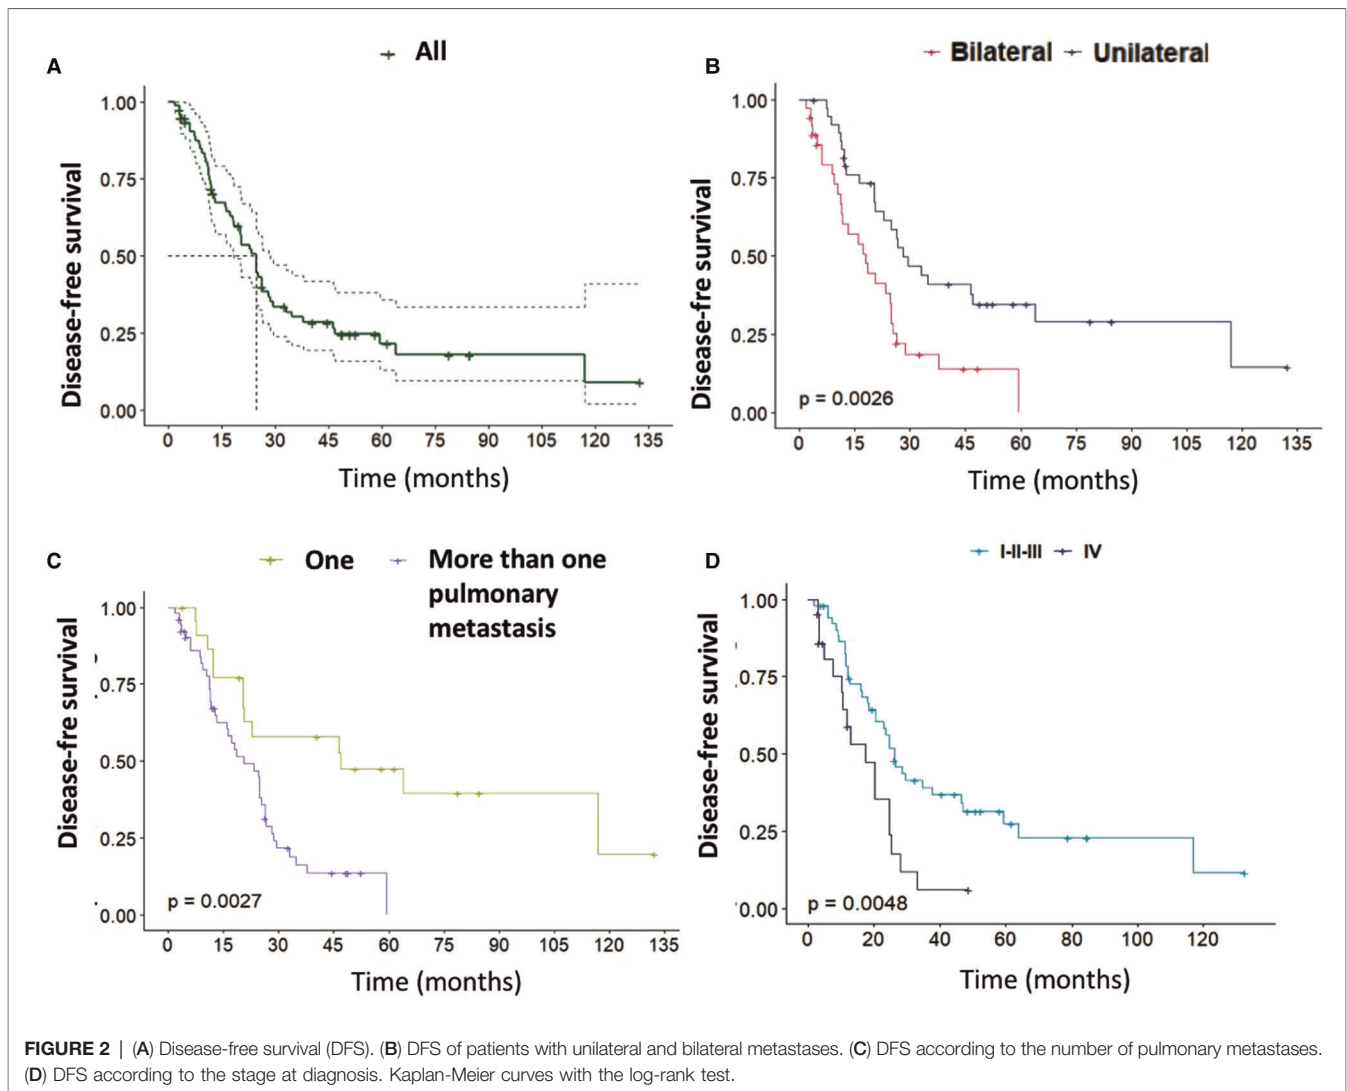 A
All
1.00
0.75
0.50
0.25
0.00
Disease-free survival
0 15 30 45 60 75 90 105 120 135
Time (months)
B
Bilateral Unilateral
1.00
0.75
0.50
0.25
0.00
Disease-fre survival
p = 0.0026
0 15 30 45 60 75 90 105 120 135
Time (months)
C
One
More than one
pulmonary
metastasis
1.00
0.75
0.50
0.25
0.00
Disease-free survival
p = 0.0027
0 15 30 45 60 75 90 105 120 135
Time (months)
D
I-II-III IV
1.00
0.75
0.50
0.25
0.00
Disease-free survival
p = 0.0048
0 20 40 60 80 100 120
Time (months)
FIGURE 2 | (A) Disease-free survival (DFS). (B) DFS of patients with unilateral and bilateral metastases. (C) DFS according to the number of pulmonary metastases.
(D) DFS according to the stage at diagnosis. Kaplan-Meier curves with the log-rank test.